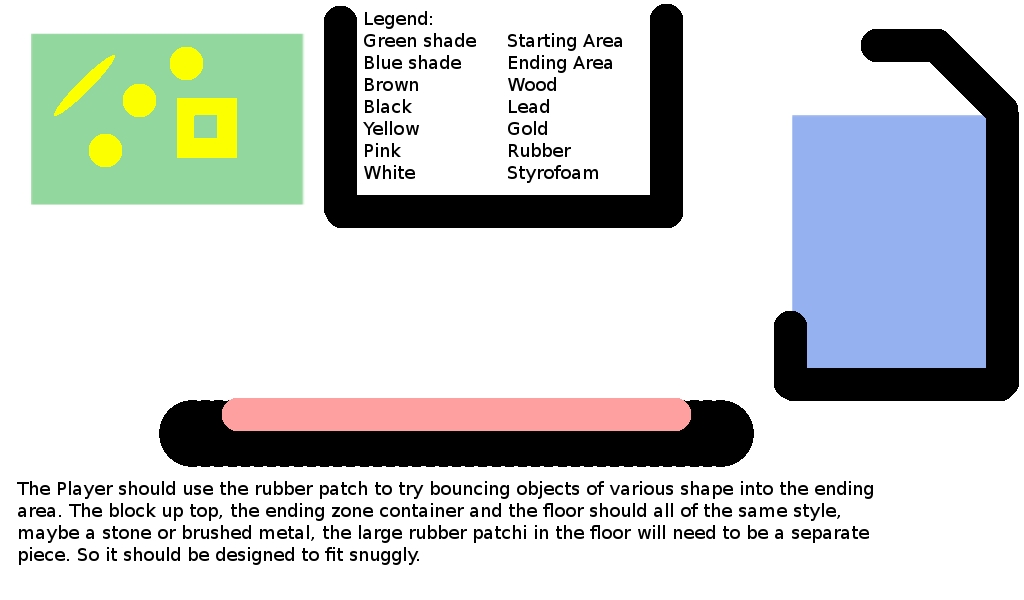 Legend:
Green shade Starting Area
Blue shade Ending Area
Brown Wood
Black Lead
Yellow Gold
Pink Rubber
White Styrofoam
The Player should use the rubber patch to try bouncing objects of various shape into the ending
area. The block up top, the ending zone container and the floor should all of the same style,
maybe a stone or brushed metal, the large rubber patchi in the floor will need to be a separate
piece. So it should be designed to fit snuggly.